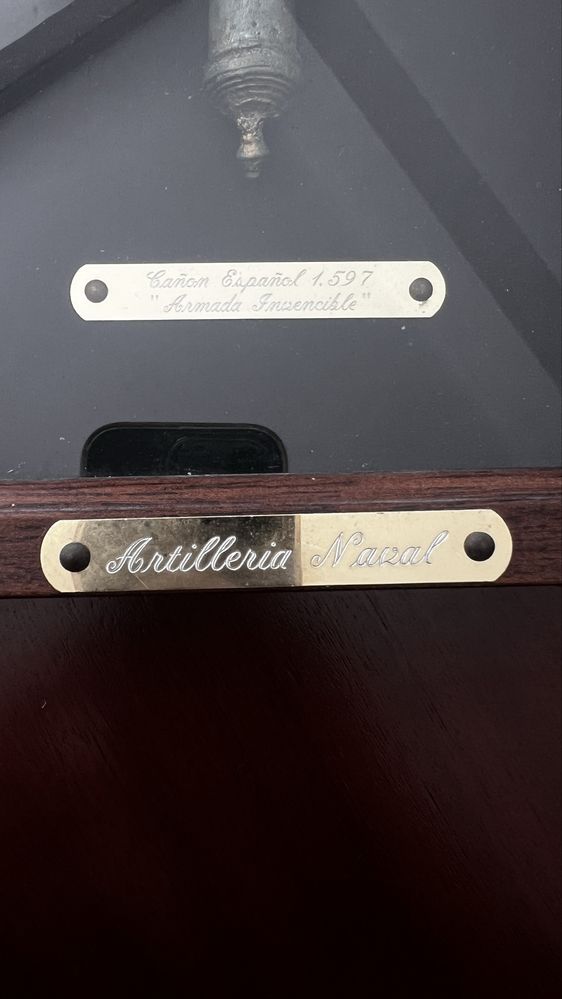 Cañon Español 1.597
"Armada Invencible"
Artilleria Naval